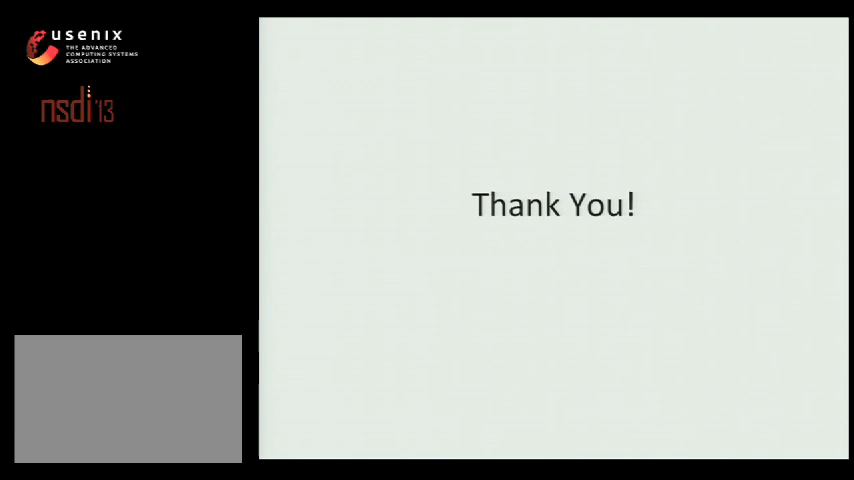 usenix
THE ADVANCED
COMPUTING SYSTEMS
ASSOCIATION
nsdi '13
Thank You!